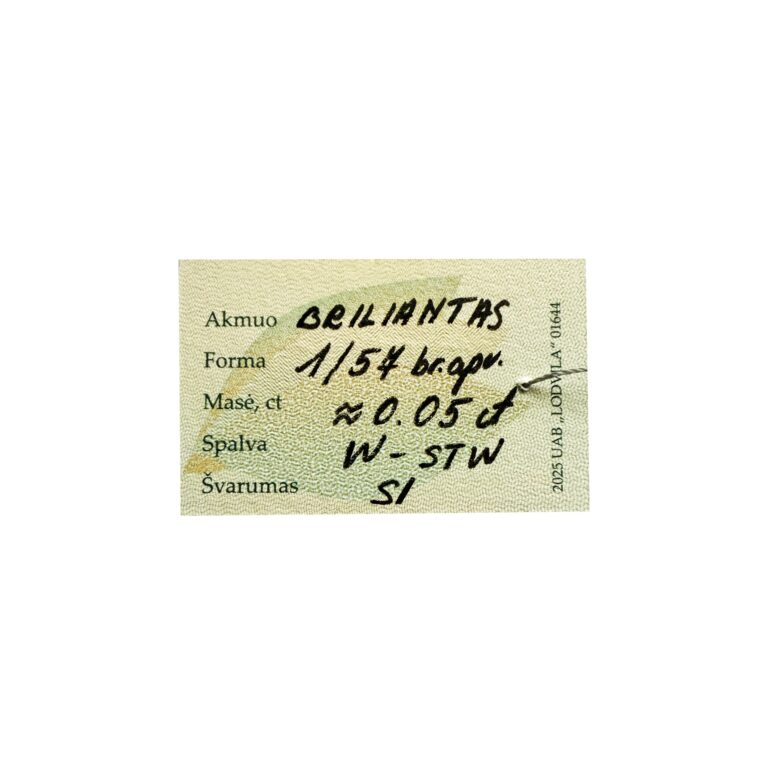 Akmuo BRILIANTAS
Forma 1/57 br.apv.
Masė, ct ≈0.05 ct
Spalva W-STW
Švarumas SI
2025 UAB „LODVILA“ 01644